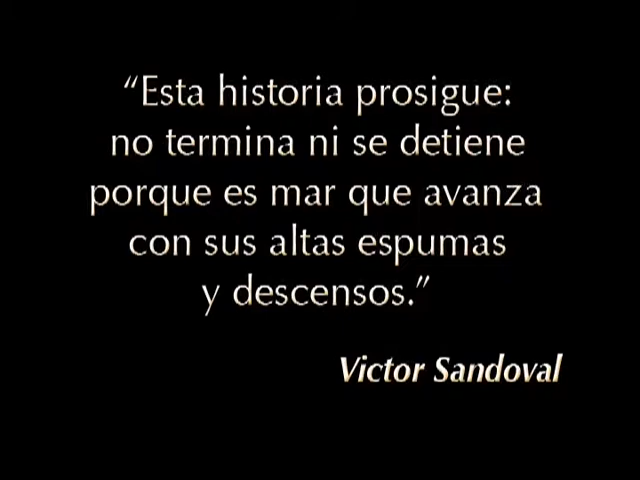 “Esta historia prosigue:
no termina ni se detiene
porque es mar que avanza
con sus altas espumas
y descensos.”
Victor Sandoval